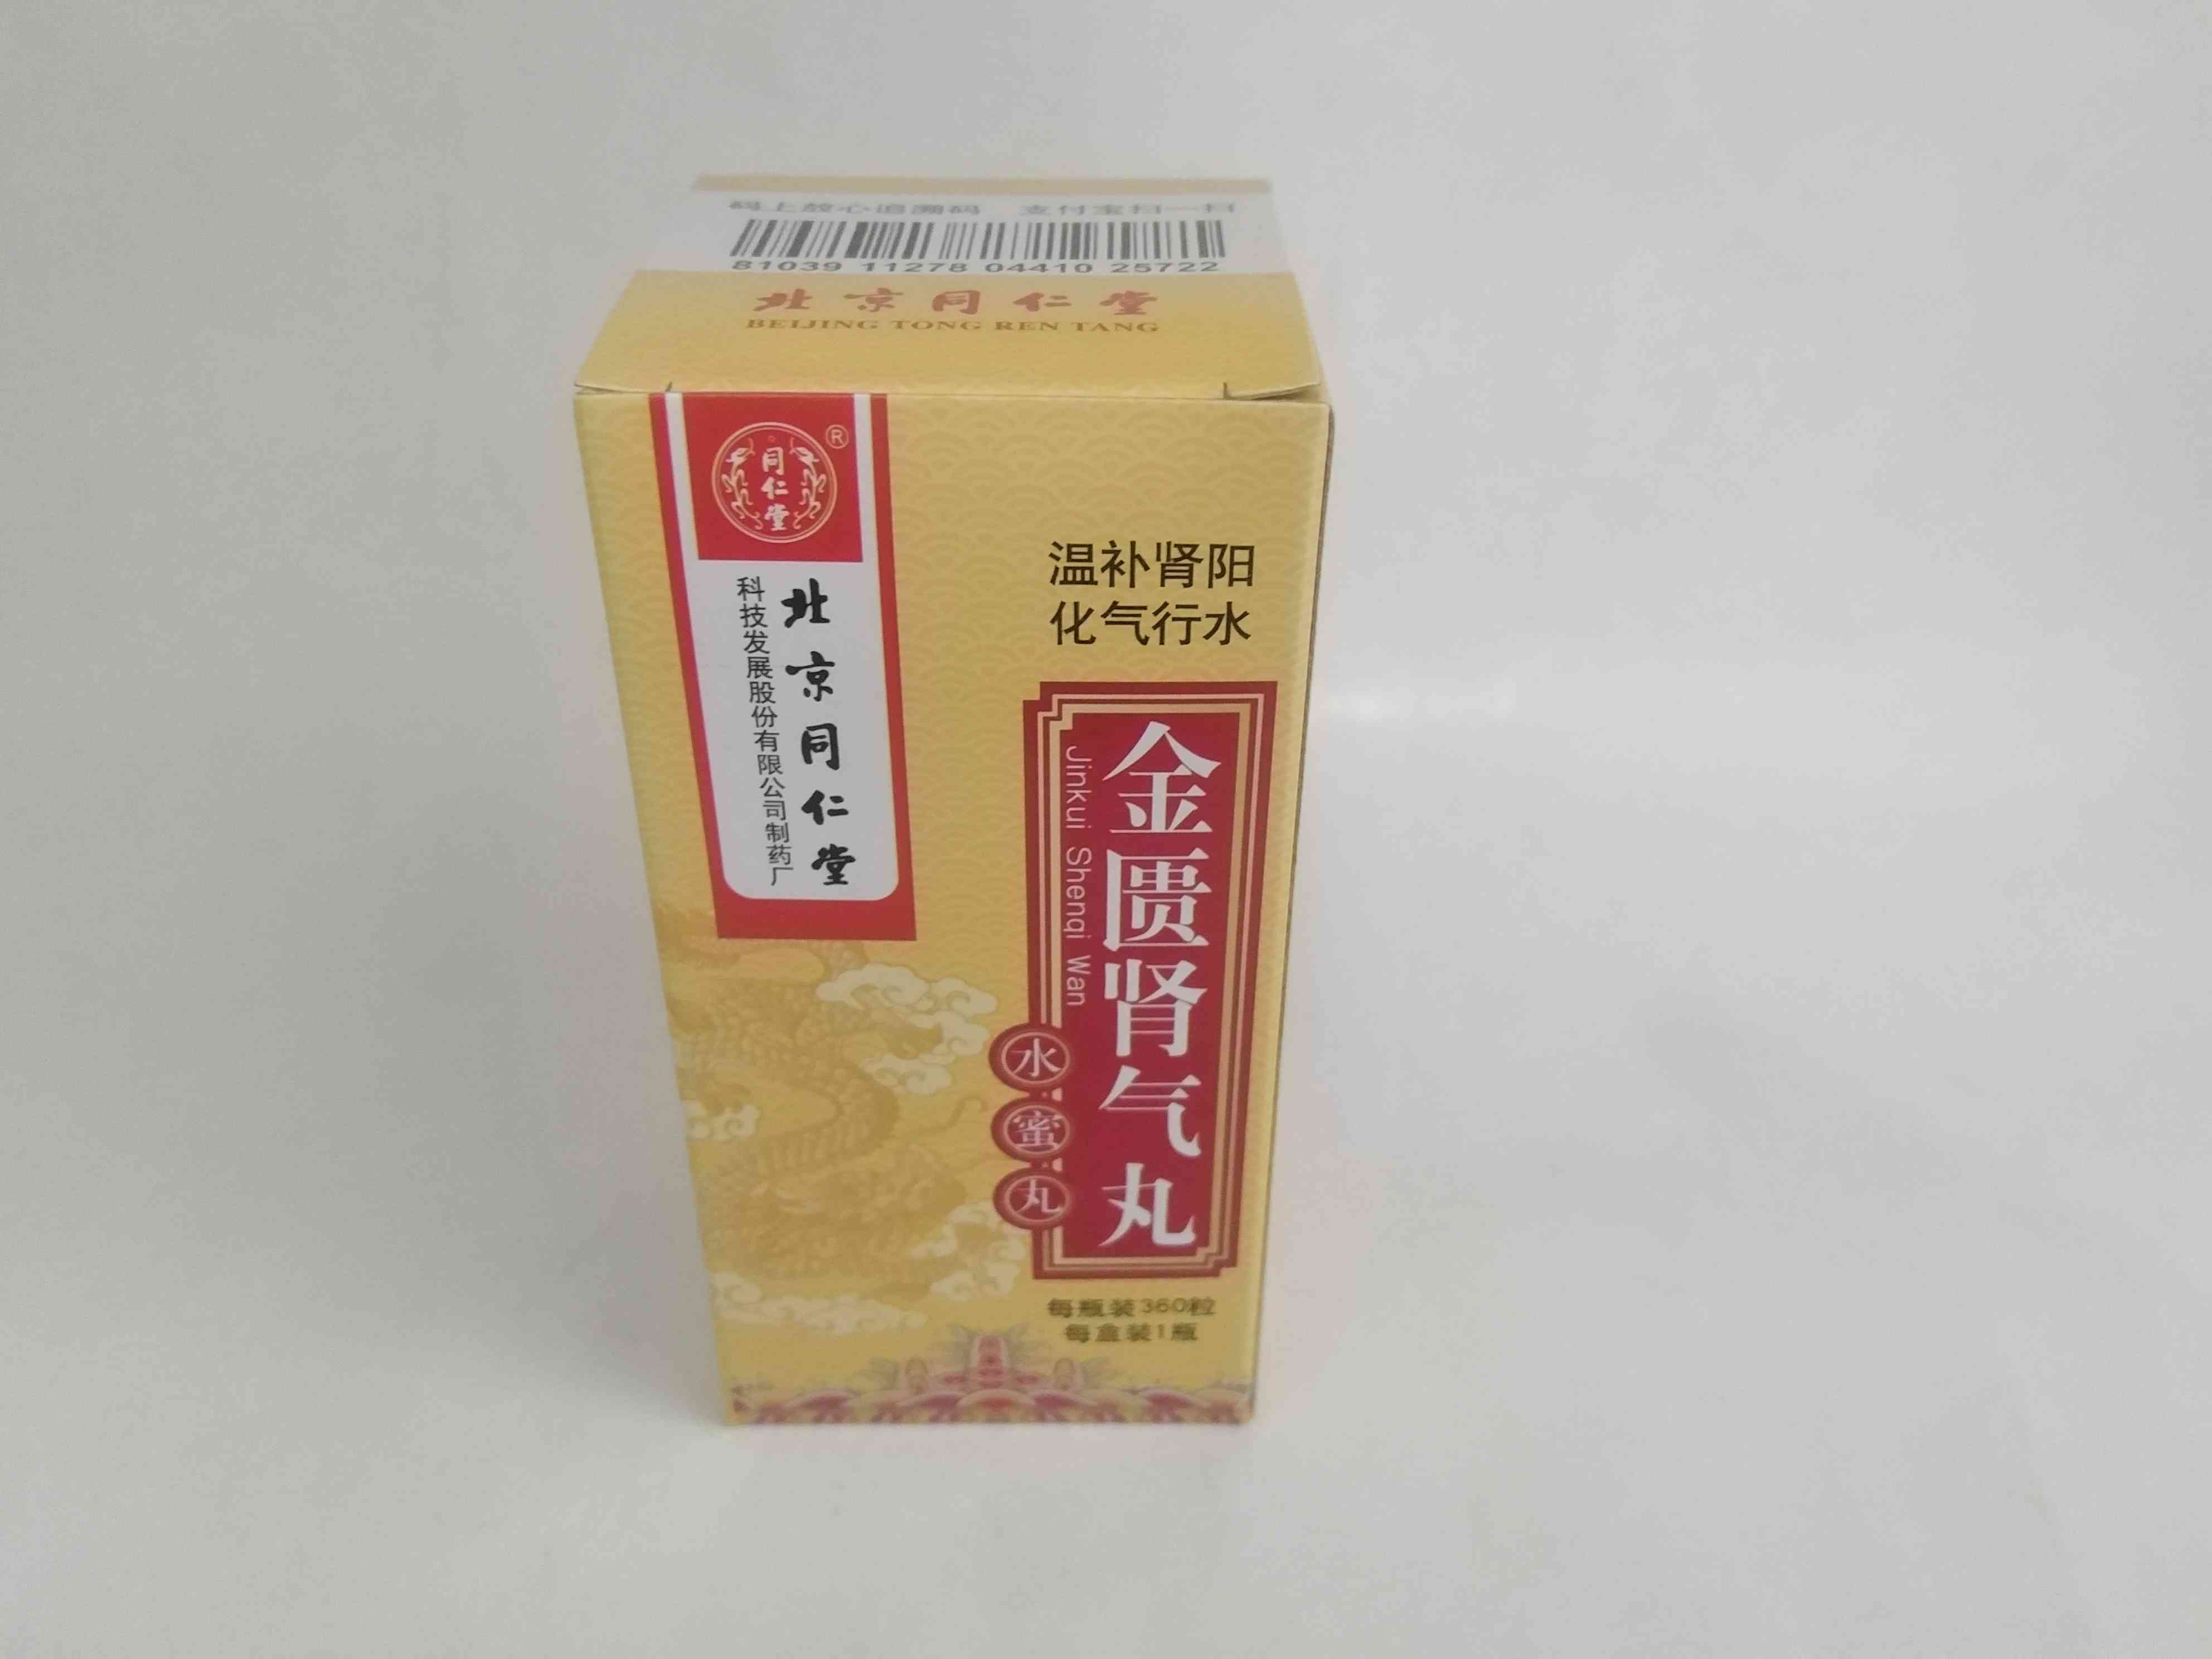 码上放心追溯码 支付宝扫一扫
81039 11278 04410 25722
北京同仁堂
BEIJING TONG REN TANG
同仁堂
®
北京同仁堂
科技发展股份有限公司制药厂
温补肾阳
化气行水
金匮肾气丸
Jinkui Shenqi Wan
水蜜丸
每瓶装360粒
每盒装1瓶